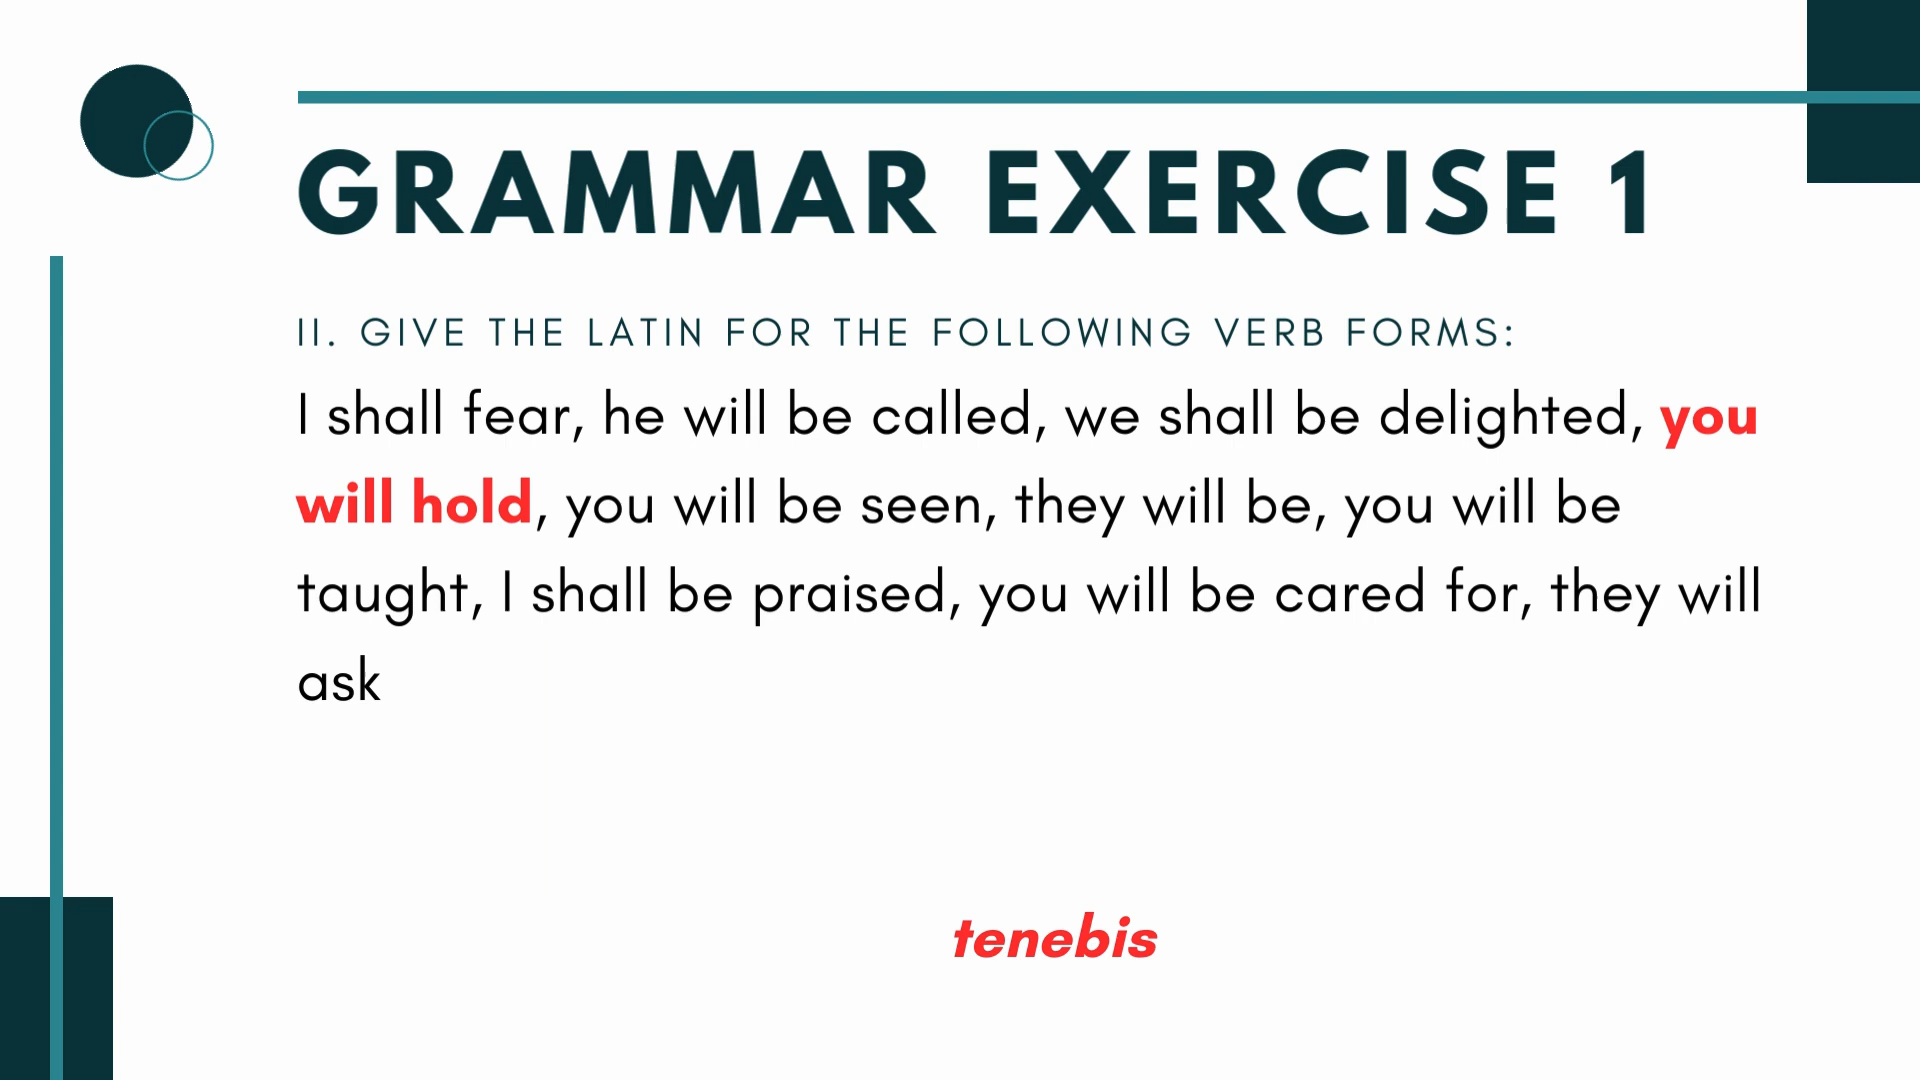 GRAMMAR EXERCISE 1
II. GIVE THE LATIN FOR THE FOLLOWING VERB FORMS:
I shall fear, he will be called, we shall be delighted, you
will hold, you will be seen, they will be, you will be
taught, I shall be praised, you will be cared for, they will
ask
tenebis